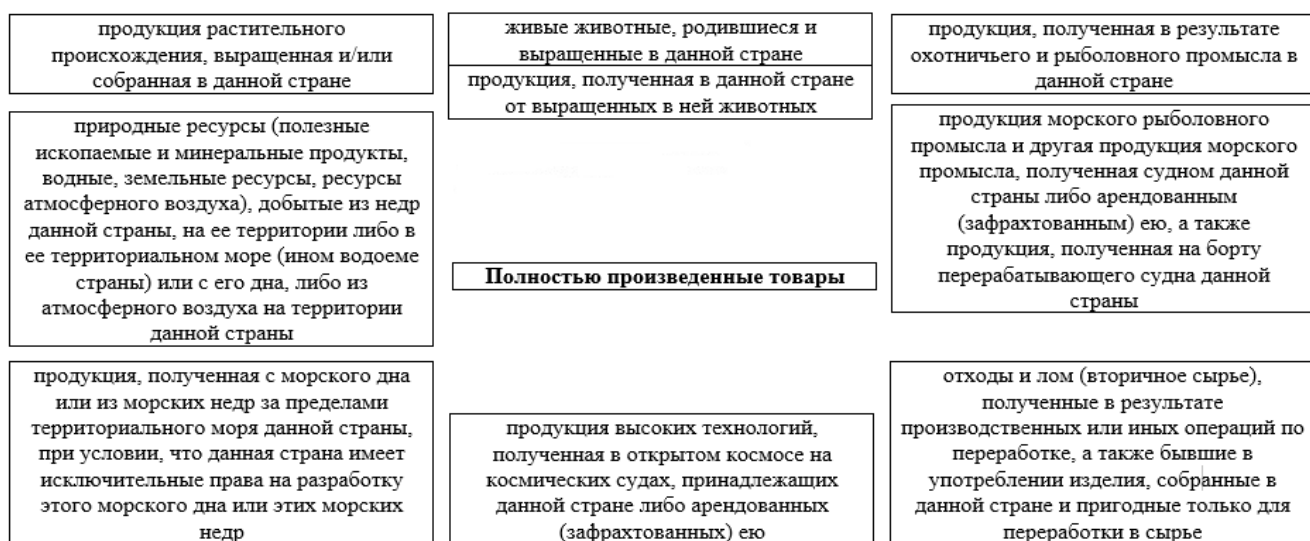 продукция растительного
происхождения, выращенная и/или
собранная в данной стране
живые животные, родившиеся и
выращенные в данной стране
продукция, полученная в данной стране
от выращенных в ней животных
продукция, полученная в результате
охотничьего и рыболовного промысла в
данной стране
природные ресурсы (полезные
ископаемые и минеральные продукты,
водные, земельные ресурсы, ресурсы
атмосферного воздуха), добытые из недр
данной страны, на ее территории либо в
ее территориальном море (ином водоеме
страны) или с его дна, либо из
атмосферного воздуха на территории
данной страны
Полностью произведенные товары
продукция морского рыболовного
промысла и другая продукция морского
промысла, полученная судном данной
страны либо арендованным
(зафрахтованным) ею, а также
продукция, полученная на борту
перерабатывающего судна данной
страны
продукция, полученная с морского дна
или из морских недр за пределами
территориального моря данной страны,
при условии, что данная страна имеет
исключительные права на разработку
этого морского дна или этих морских
недр
продукция высоких технологий,
полученная в открытом космосе на
космических судах, принадлежащих
данной стране либо арендованных
(зафрахтованных) ею
отходы и лом (вторичное сырье),
полученные в результате
производственных или иных операций по
переработке, а также бывшие в
употреблении изделия, собранные в
данной стране и пригодные только для
переработки в сырье